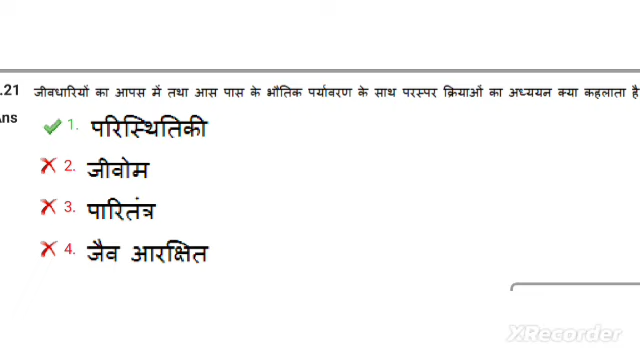 .21 जीवधारियों का आपस में तथा आस पास के भौतिक पर्यावरण के साथ परस्पर क्रियाओं का अध्ययन क्या कहलाता है
Ans
1. परिस्थितिकी
2. जीवोम
3. पारितंत्र
4. जैव आरक्षित
XRecorder